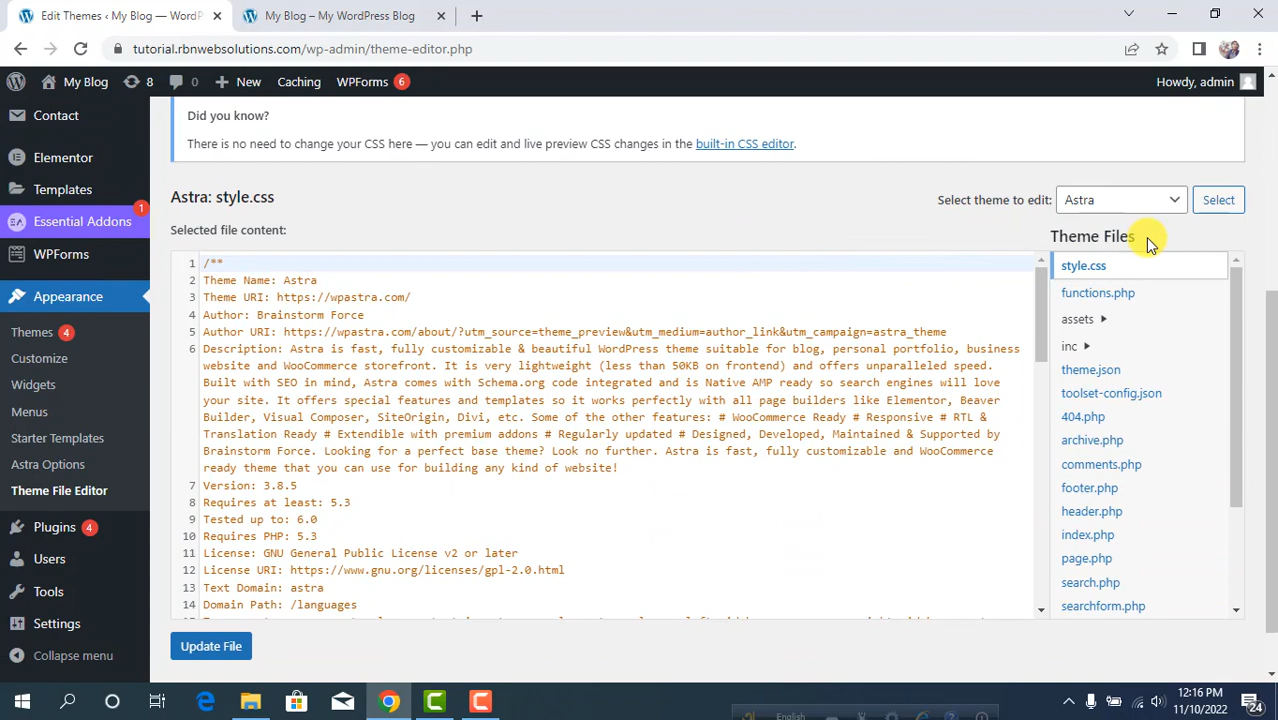 Edit Themes ‹ My Blog — WordP
My Blog – My WordPress Blog
tutorial.rbnwebsolutions.com/wp-admin/theme-editor.php
My Blog
8
0
New
Caching
WPForms
6
Howdy, admin
Contact
Elementor
Templates
1
Essential Addons
WPForms
Appearance
Themes 4
Customize
Widgets
Menus
Starter Templates
Astra Options
Theme File Editor
Plugins 4
Users
Tools
Settings
Collapse menu
Did you know?
There is no need to change your CSS here — you can edit and live preview CSS changes in the built-in CSS editor.
Astra: style.css
Select theme to edit:
Astra
Select
Selected file content:
Theme Files
1 /**
2 Theme Name: Astra
3 Theme URI: https://wpastra.com/
4 Author: Brainstorm Force
5 Author URI: https://wpastra.com/about/?utm_source=theme_preview&utm_medium=author_link&utm_campaign=astra_theme
6 Description: Astra is fast, fully customizable & beautiful WordPress theme suitable for blog, personal portfolio, business
website and WooCommerce storefront. It is very lightweight (less than 50KB on frontend) and offers unparalleled speed.
Built with SEO in mind, Astra comes with Schema.org code integrated and is Native AMP ready so search engines will love
your site. It offers special features and templates so it works perfectly with all page builders like Elementor, Beaver
Builder, Visual Composer, SiteOrigin, Divi, etc. Some of the other features: # WooCommerce Ready # Responsive # RTL &
Translation Ready # Extendible with premium addons # Regularly updated # Designed, Developed, Maintained & Supported by
Brainstorm Force. Looking for a perfect base theme? Look no further. Astra is fast, fully customizable and WooCommerce
ready theme that you can use for building any kind of website!
7 Version: 3.8.5
8 Requires at least: 5.3
9 Tested up to: 6.0
10 Requires PHP: 5.3
11 License: GNU General Public License v2 or later
12 License URI: https://www.gnu.org/licenses/gpl-2.0.html
13 Text Domain: astra
14 Domain Path: /languages
style.css
functions.php
assets
inc
theme.json
toolset-config.json
404.php
archive.php
comments.php
footer.php
header.php
index.php
page.php
search.php
searchform.php
Update File
English
12:16 PM
11/10/2022
24